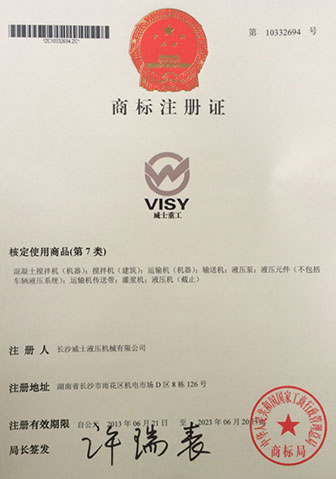 *ZC10332694.ZC*
第 10332694 号
商标注册证
VISY
威士重工
核定使用商品(第 7 类)
混凝土搅拌机（机器）；搅拌机（建筑）；运输机（机器）；输送机；液压泵；液压元件（不包括
车辆液压系统）；运输机传送带；灌浆机；液压机（截止）
注 册 人 长沙威士液压机械有限公司
注册地址 湖南省长沙市雨花区机电市场 D 区 8 栋 126 号
注册有效期限 自公元 2013 年 06 月 21 日 至 2023 年 06 月 20 日止
局长签发 许瑞表
中华人民共和国国家工商行政管理总局
商标局